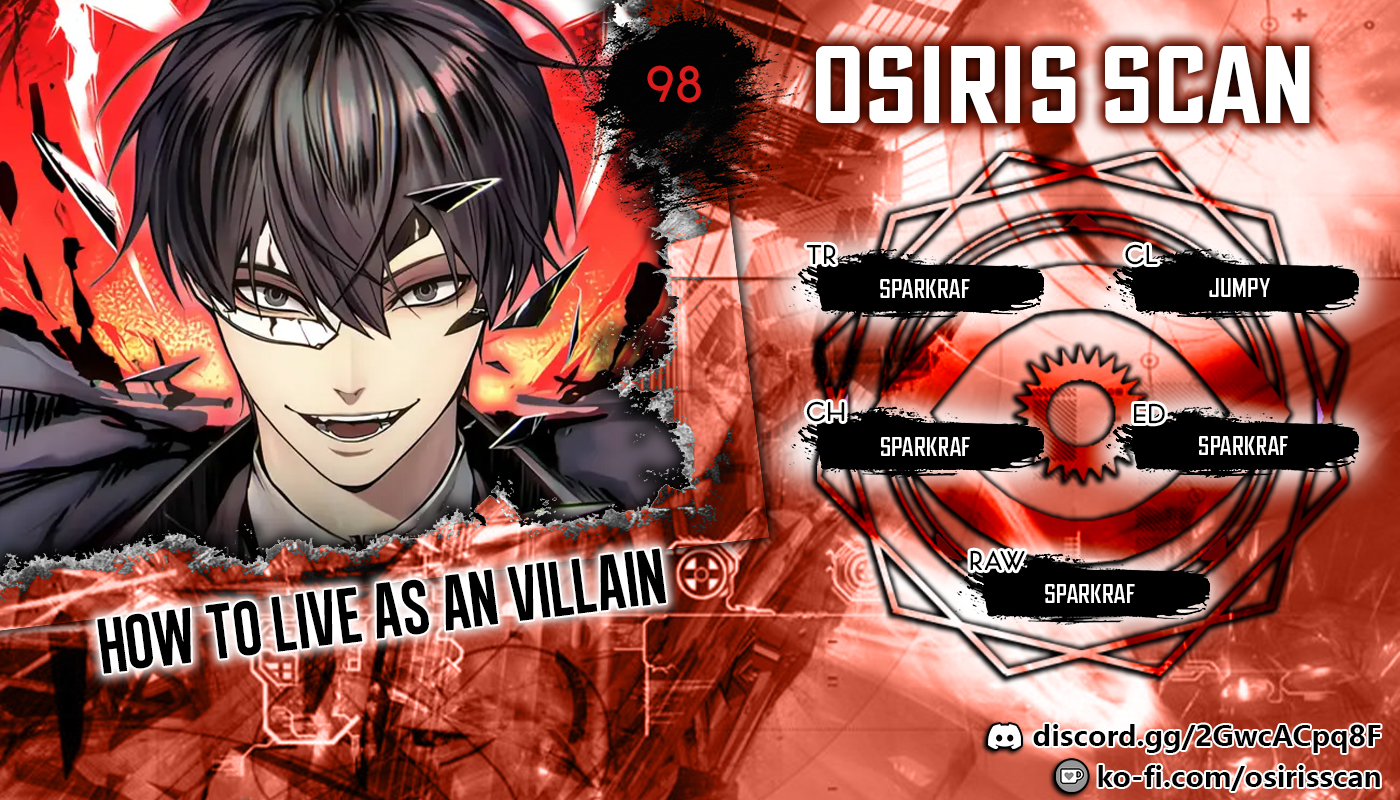 98
OSIRIS SCAN
TR
SPARKRAF
CL
JUMPY
CH
SPARKRAF
ED
SPARKRAF
RAW
SPARKRAF
HOW TO LIVE AS AN VILLAIN
discord.gg/2GwcACpq8F
ko-fi.com/osirisscan